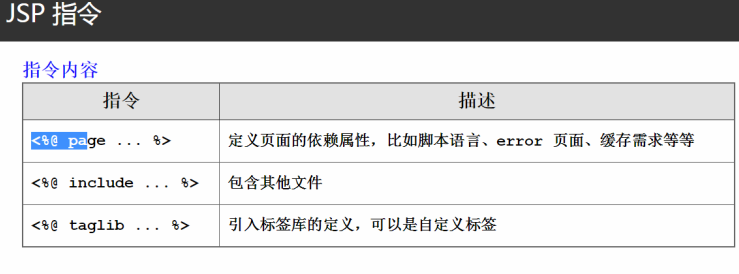 JSP 指令
指令内容
指令 描述
<%@ page ... %> 定义页面的依赖属性，比如脚本语言、error 页面、缓存需求等等
<%@ include ... %> 包含其他文件
<%@ taglib ... %> 引入标签库的定义，可以是自定义标签